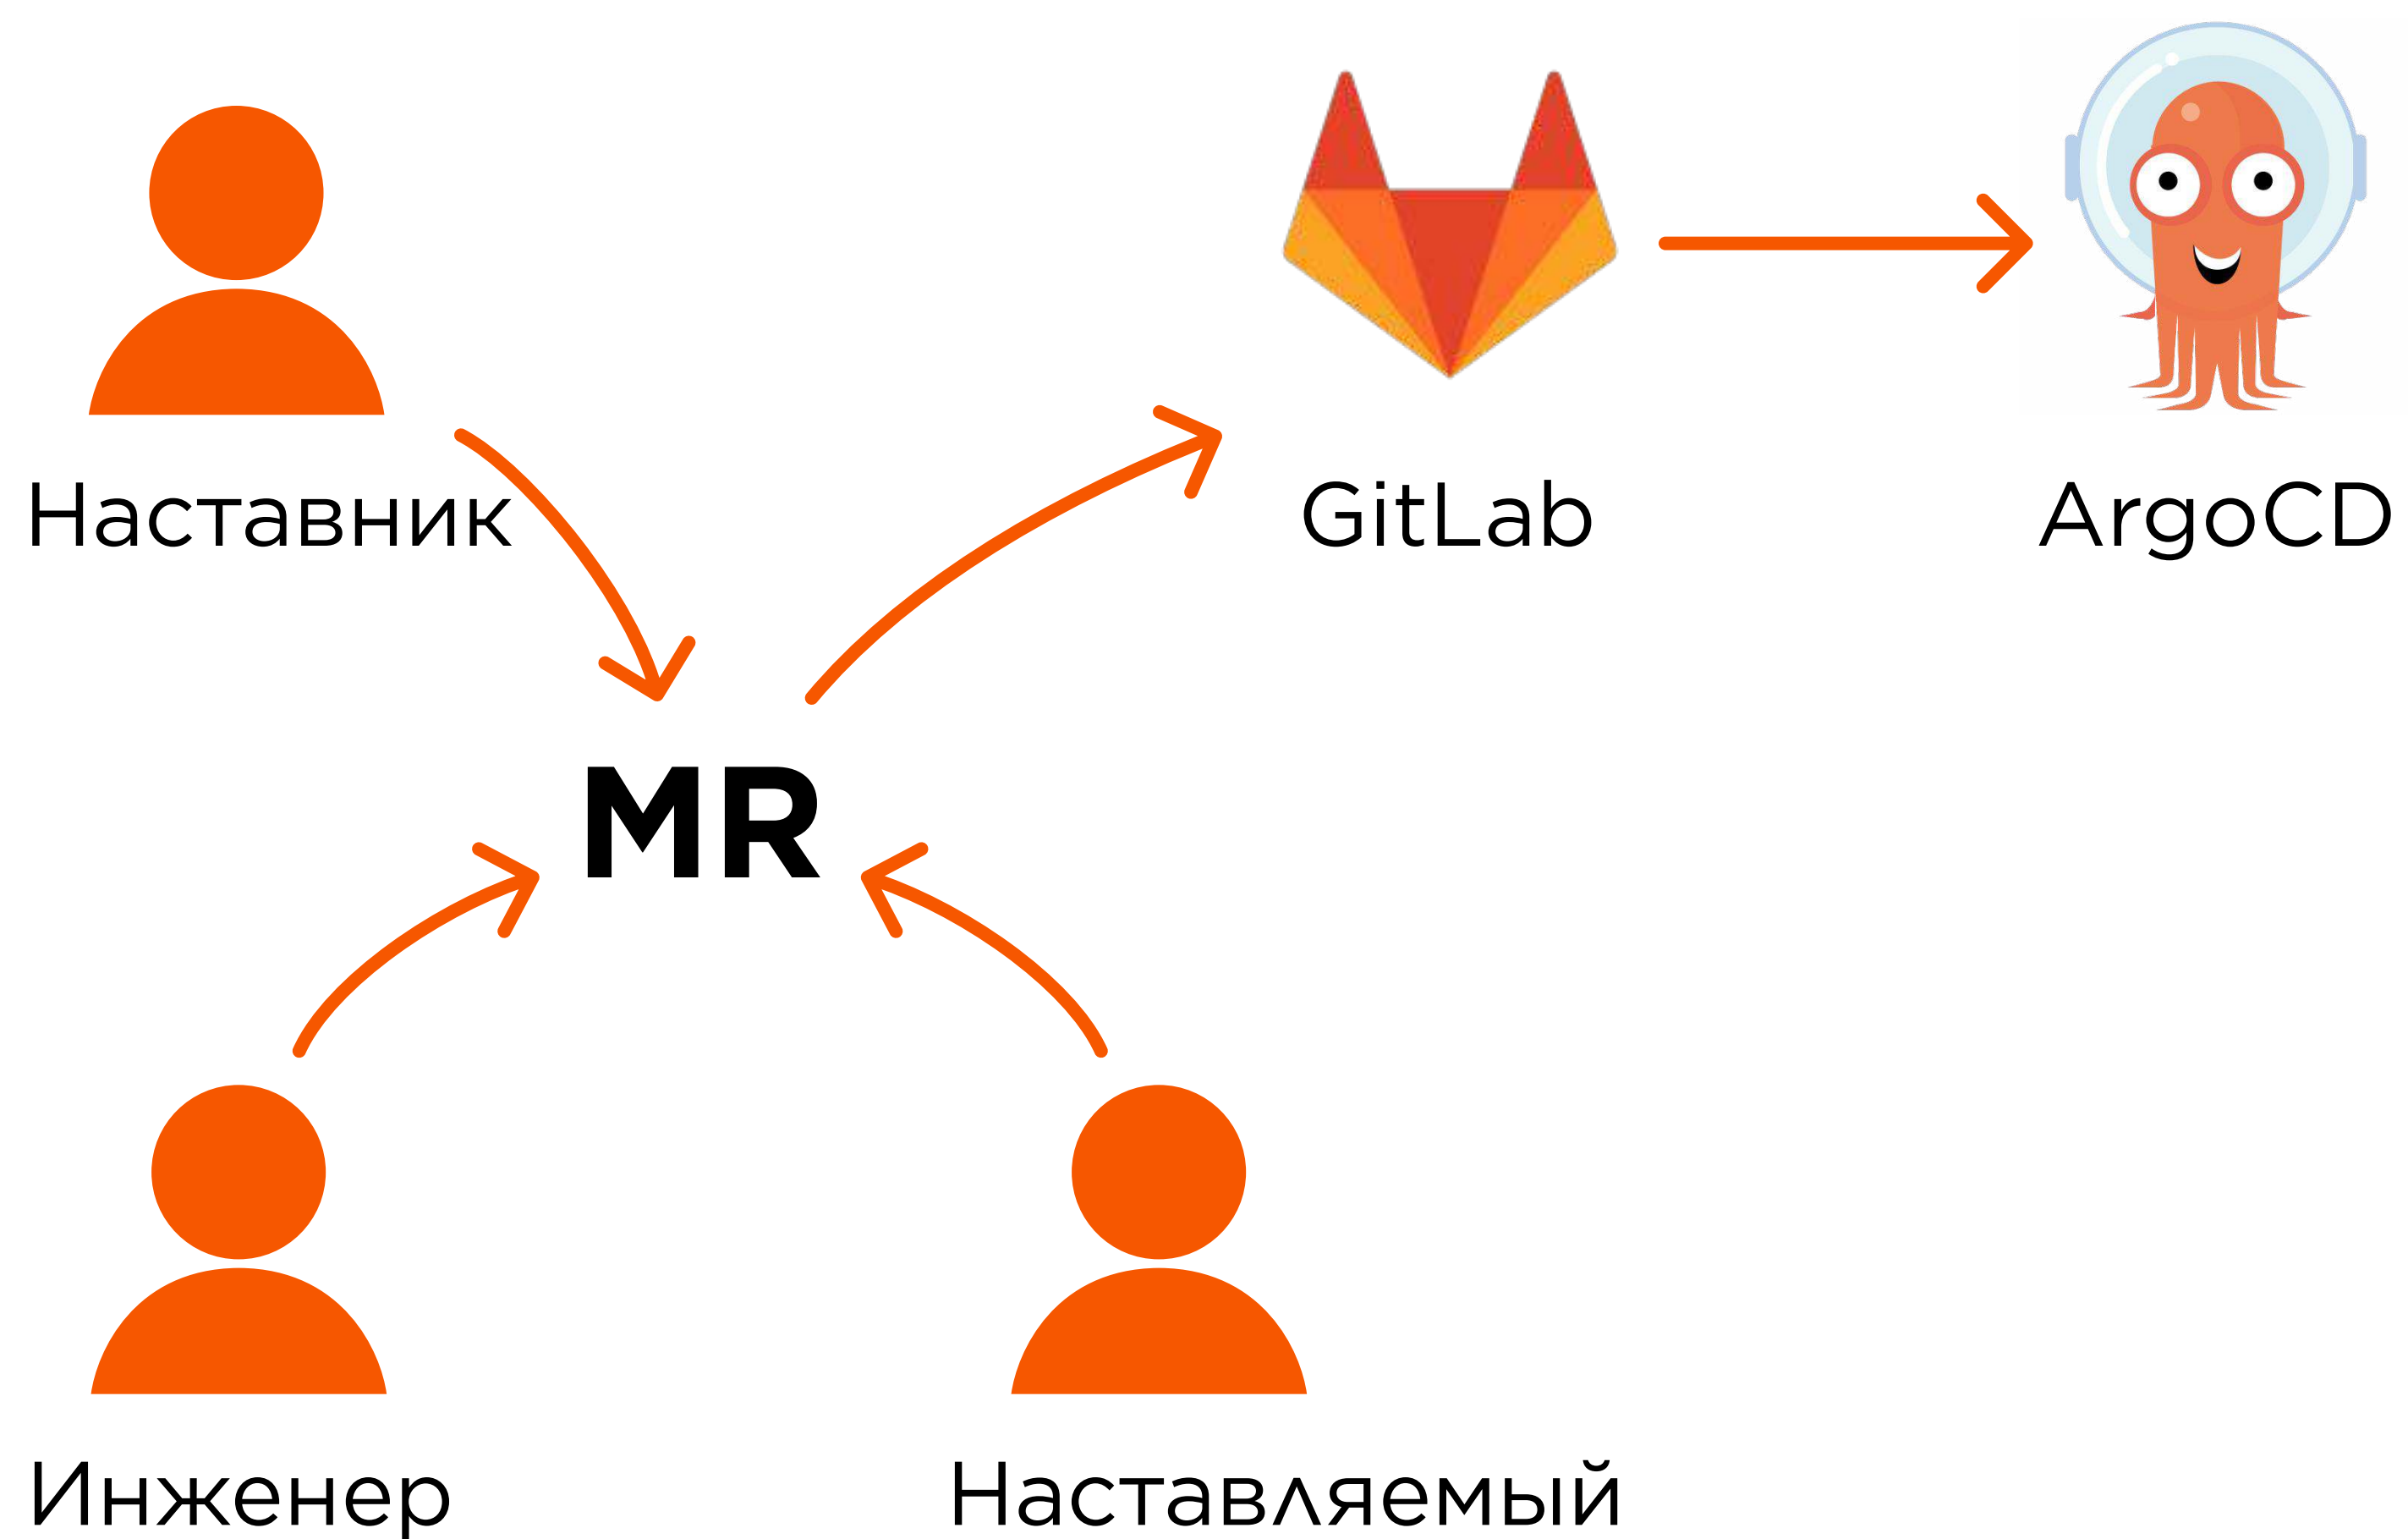 Наставник
GitLab
ArgoCD
MR
Инженер
Наставляемый